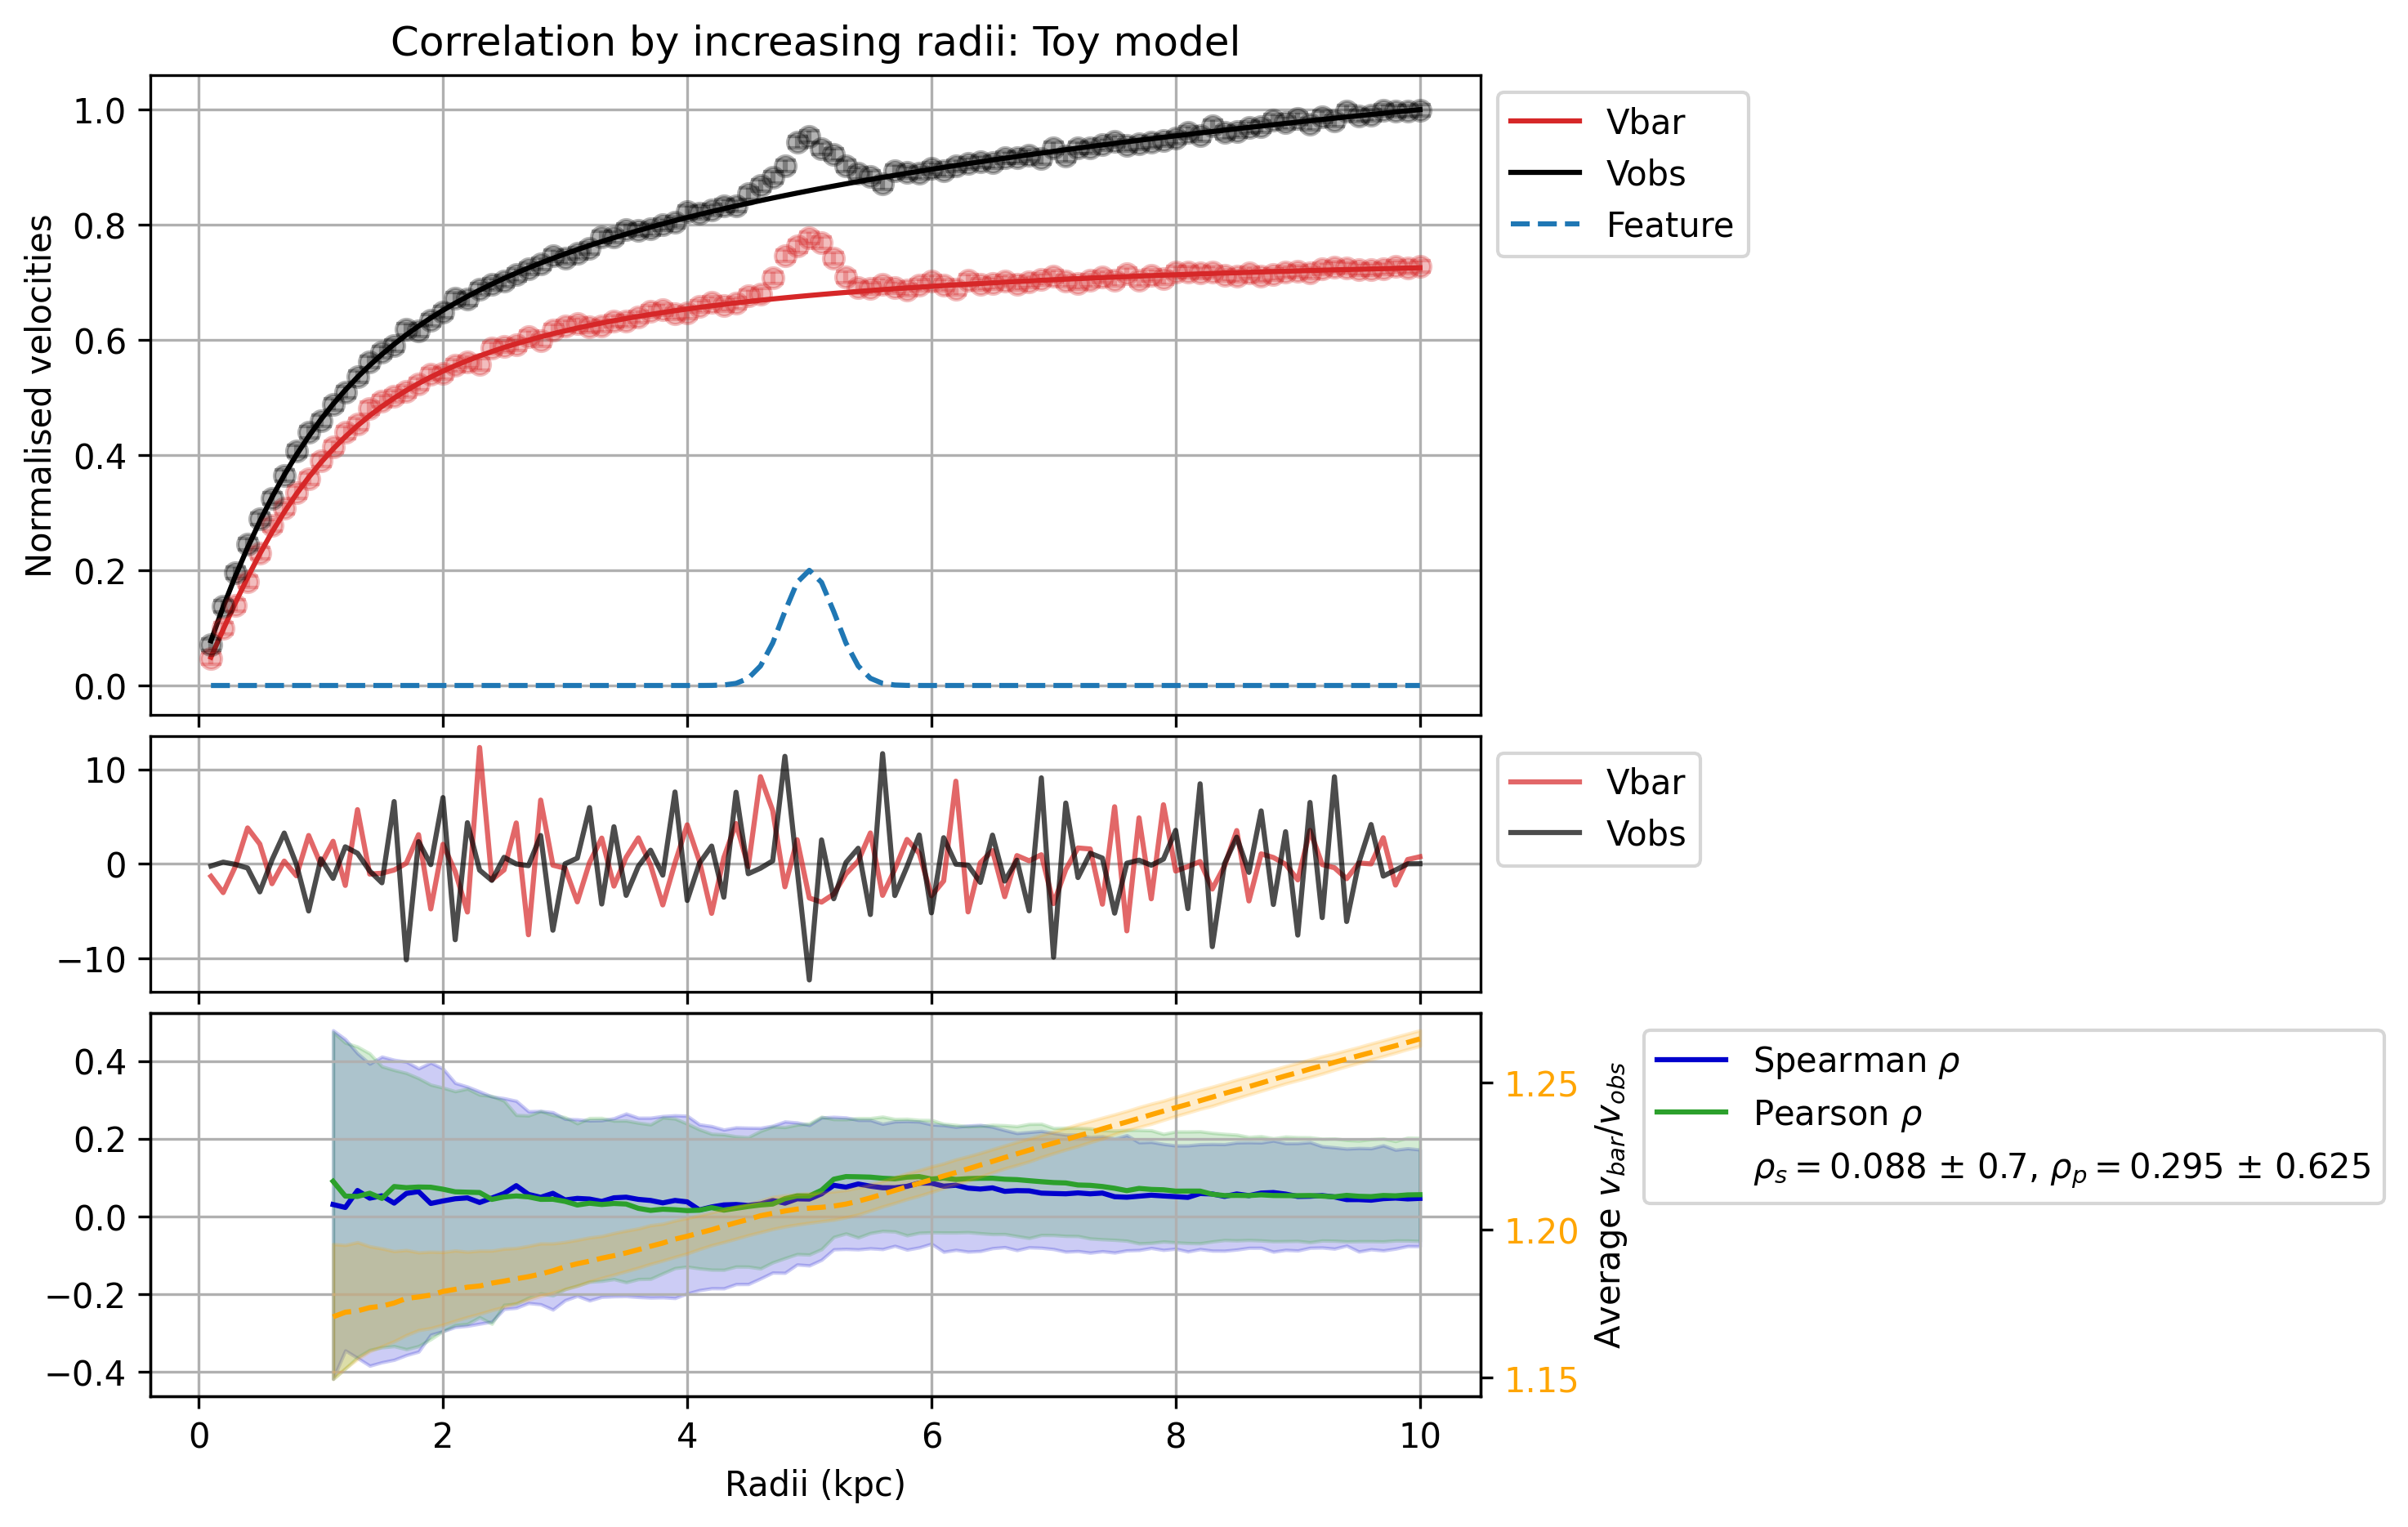 Correlation by increasing radii: Toy model
Normalised velocities
1.0
0.8
0.6
0.4
0.2
0.0
Vbar
Vobs
Feature
10
0
−10
Vbar
Vobs
0.4
0.2
0.0
−0.2
−0.4
1.25
1.20
1.15
Average v_bar/v_obs
Spearman ρ
Pearson ρ
ρ_s = 0.088 ± 0.7, ρ_p = 0.295 ± 0.625
0 2 4 6 8 10
Radii (kpc)